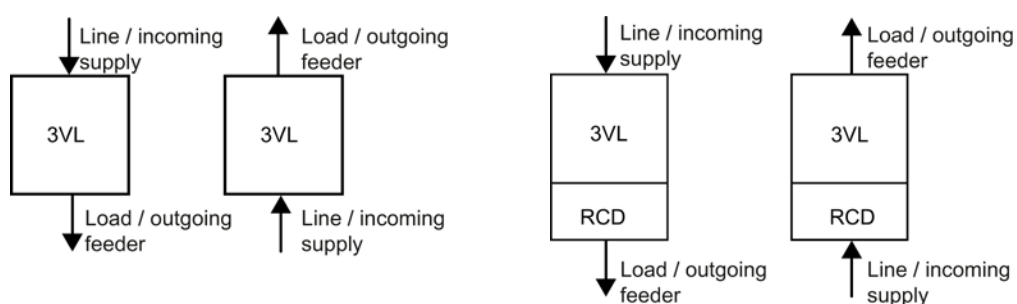 Line / incoming
supply
3VL
Load / outgoing
feeder
Load / outgoing
feeder
3VL
Line / incoming
supply
Line / incoming
supply
3VL
RCD
Load / outgoing
feeder
Load / outgoing
feeder
3VL
RCD
Line / incoming
supply